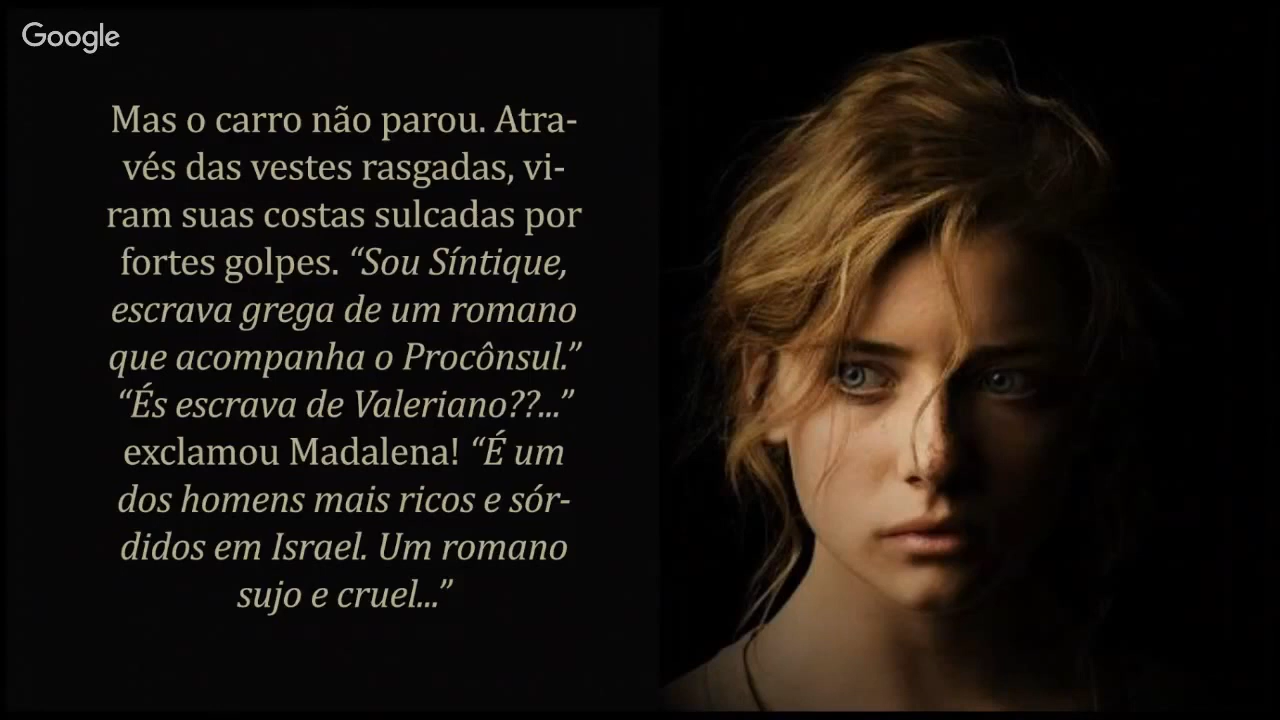 Google
Mas o carro não parou. Atra-
vés das vestes rasgadas, vi-
ram suas costas sulcadas por
fortes golpes. “Sou Síntique,
escrava grega de um romano
que acompanha o Procônsul.”
“És escrava de Valeriano??...”
exclamou Madalena! “É um
dos homens mais ricos e sór-
didos em Israel. Um romano
sujo e cruel...”